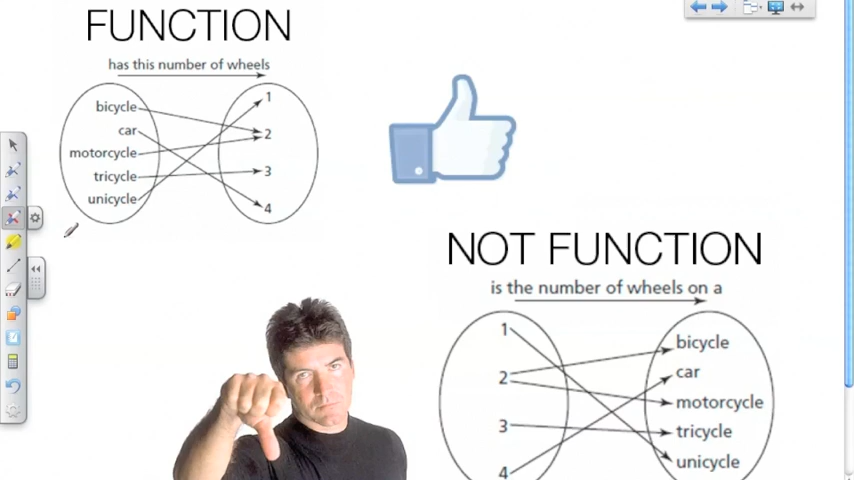 FUNCTION
has this number of wheels
bicycle
car
motorcycle
tricycle
unicycle
1
2
3
4
NOT FUNCTION
is the number of wheels on a
1
2
3
4
bicycle
car
motorcycle
tricycle
unicycle